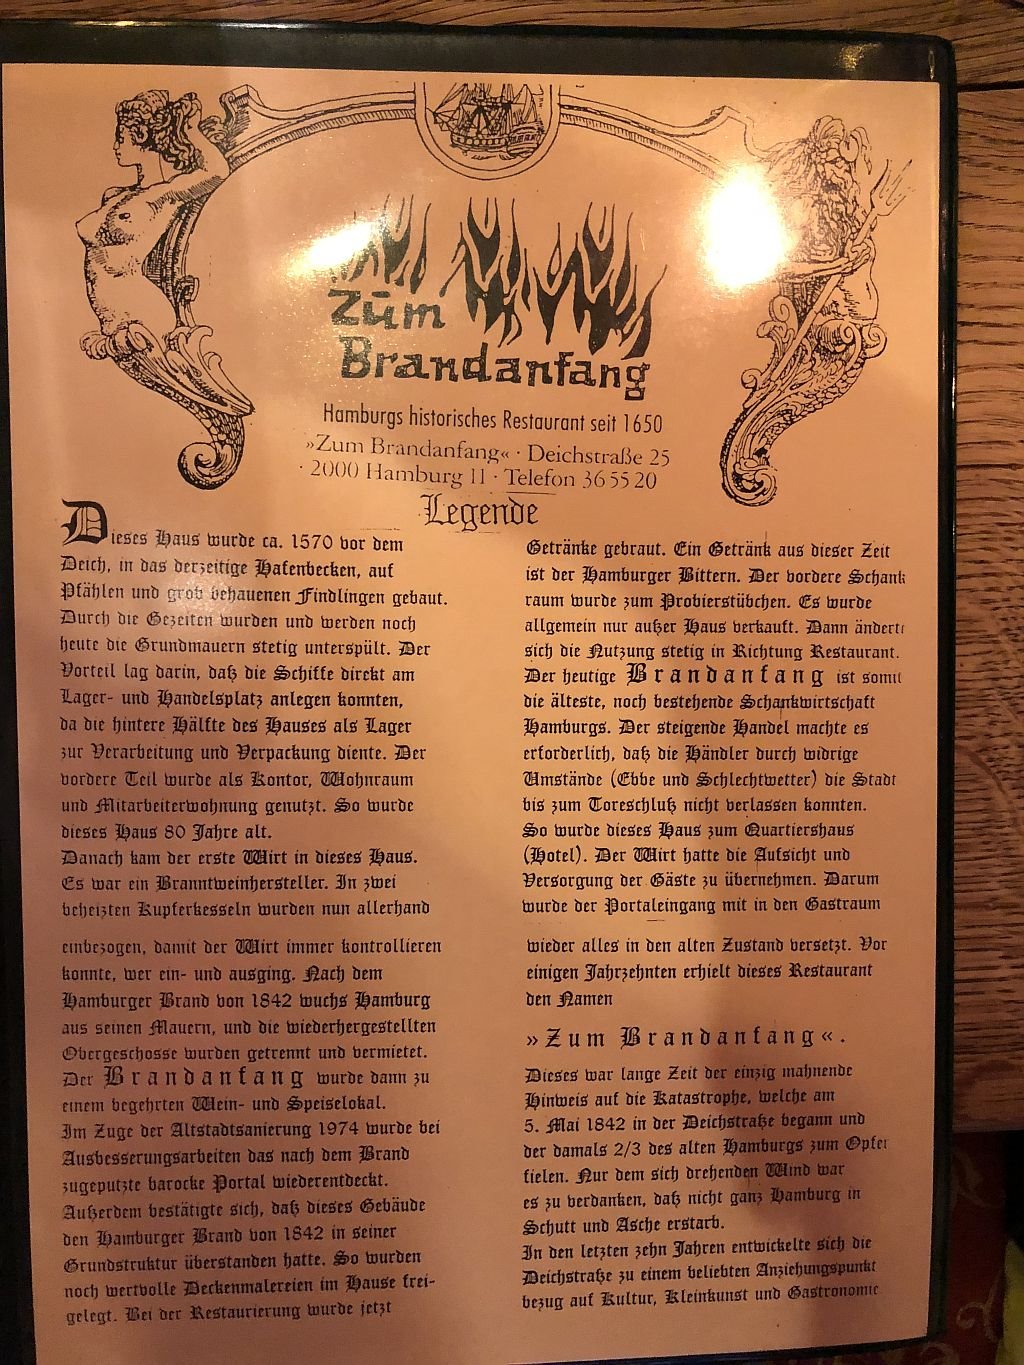 Zum
Brandanfang
Hamburgs historisches Restaurant seit 1650
»Zum Brandanfang« · Deichstraße 25
· 2000 Hamburg 11 · Telefon 36 55 20
Legende
Dieses Haus wurde ca. 1570 vor dem
Deich, in das derzeitige Hafenbecken, auf
Pfählen und grob behauenen Findlingen gebaut.
Durch die Gezeiten wurden und werden noch
heute die Grundmauern stetig unterspült. Der
Vorteil lag darin, daß die Schiffe direkt am
Lager- und Handelsplatz anlegen konnten,
da die hintere Hälfte des Hauses als Lager
zur Verarbeitung und Verpackung diente. Der
vordere Teil wurde als Kontor, Wohnraum
und Mitarbeiterwohnung genutzt. So wurde
dieses Haus 80 Jahre alt.
Danach kam der erste Wirt in dieses Haus.
Es war ein Branntweinhersteller. In zwei
beheizten Kupferkesseln wurden nun allerhand
Getränke gebraut. Ein Getränk aus dieser Zeit
ist der Hamburger Bittern. Der vordere Schank
raum wurde zum Probierstübchen. Es wurde
allgemein nur außer Haus verkauft. Dann änderte
sich die Nutzung stetig in Richtung Restaurant.
Der heutige Brandanfang ist somit
die älteste, noch bestehende Schankwirtschaft
Hamburgs. Der steigende Handel machte es
erforderlich, daß die Händler durch widrige
Umstände (Ebbe und Schlechtwetter) die Stadt
bis zum Toreschluß nicht verlassen konnten.
So wurde dieses Haus zum Quartiershaus
(Hotel). Der Wirt hatte die Aufsicht und
Versorgung der Gäste zu übernehmen. Darum
wurde der Portaleingang mit in den Gastraum
einbezogen, damit der Wirt immer kontrollieren
konnte, wer ein- und ausging. Nach dem
Hamburger Brand von 1842 wuchs Hamburg
aus seinen Mauern, und die wiederhergestellten
Obergeschosse wurden getrennt und vermietet.
Der Brandanfang wurde dann zu
einem begehrten Wein- und Speiselokal.
Im Zuge der Altstadtsanierung 1974 wurde bei
Ausbesserungsarbeiten das nach dem Brand
zugeputzte barocke Portal wiederentdeckt.
Außerdem bestätigte sich, daß dieses Gebäude
den Hamburger Brand von 1842 in seiner
Grundstruktur überstanden hatte. So wurden
noch wertvolle Deckenmalereien im Hause frei-
gelegt. Bei der Restaurierung wurde jetzt
wieder alles in den alten Zustand versetzt. Vor
einigen Jahrzehnten erhielt dieses Restaurant
den Namen
»Zum Brandanfang«.
Dieses war lange Zeit der einzig mahnende
Hinweis auf die Katastrophe, welche am
5. Mai 1842 in der Deichstraße begann und
der damals 2/3 des alten Hamburgs zum Opfer
fielen. Nur dem sich drehenden Wind war
es zu verdanken, daß nicht ganz Hamburg in
Schutt und Asche erstarb.
In den letzten zehn Jahren entwickelte sich die
Deichstraße zu einem beliebten Anziehungspunkt
bezug auf Kultur, Kleinkunst und Gastronomie